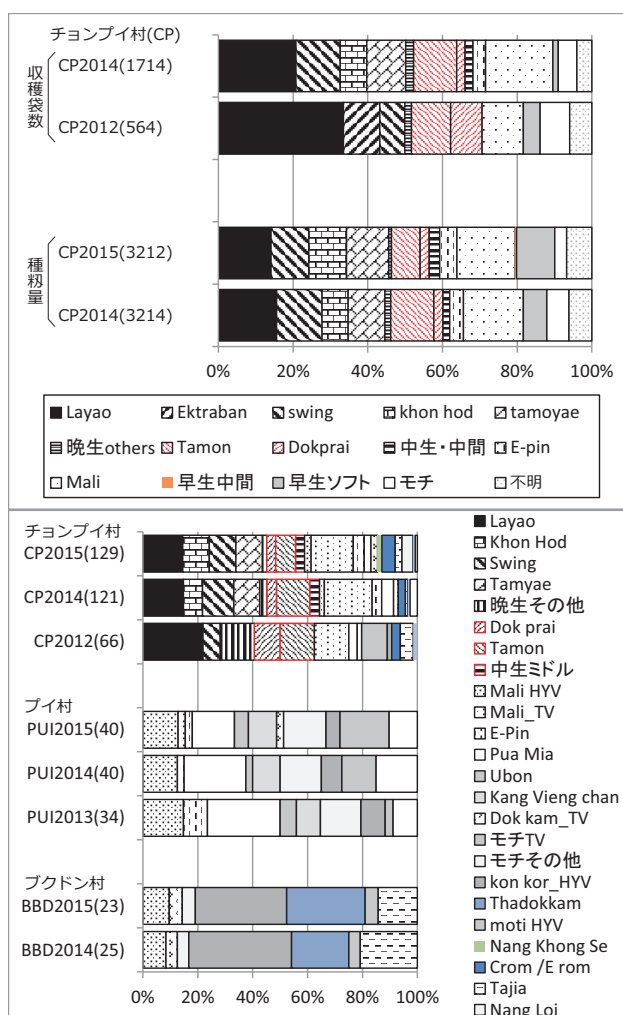 チョンプイ村(CP)
収穫袋数
CP2014(1714)
CP2012(564)
種籾量
CP2015(3212)
CP2014(3214)
0% 20% 40% 60% 80% 100%
Layao Ektraban swing khon hod tamoyae
晩生others Tamon Dokprai 中生・中間 E-pin
Mali 早生中間 早生ソフト モチ 不明
チョンプイ村
CP2015(129)
CP2014(121)
CP2012(66)
プイ村
PUI2015(40)
PUI2014(40)
PUI2013(34)
ブクドン村
BBD2015(23)
BBD2014(25)
0% 20% 40% 60% 80% 100%
Layao
Khon Hod
Swing
Tamyae
晩生その他
Dok prai
Tamon
中生ミドル
Mali HYV
Mali_TV
E-Pin
Pua Mia
Ubon
Kang Vieng chan
Dok kam_TV
モチTV
モチその他
kon kor_HYV
Thadokkam
moti HYV
Nang Khong Se
Crom /E rom
Tajia
Nang Loi